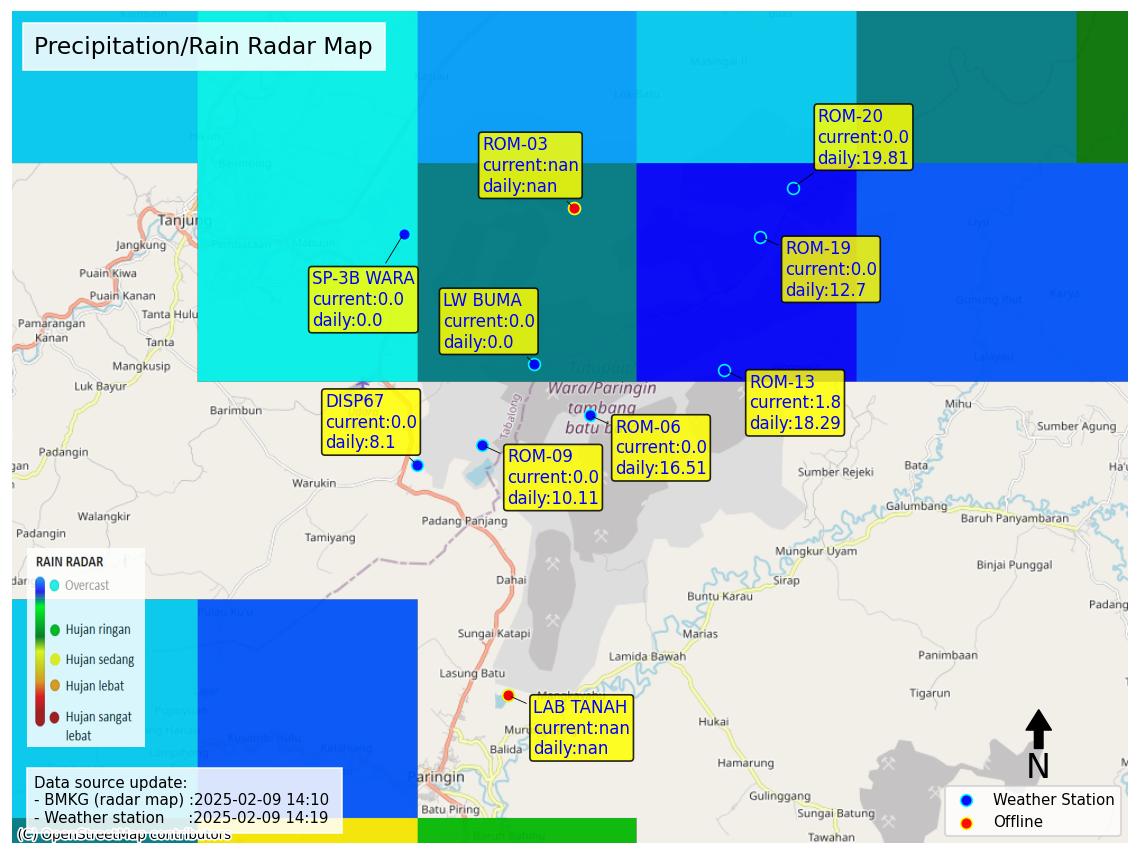 Precipitation/Rain Radar Map
ROM-20
current:0.0
daily:19.81
ROM-03
current:nan
daily:nan
Tanjung
Jangkung
ROM-19
current:0.0
daily:12.7
SP-3B WARA
current:0.0
daily:0.0
Puain Kiwa
Puain Kanan
LW BUMA
current:0.0
daily:0.0
Tanta Hulu
Pamarangan
Kanan
Tanta
Mangkusip
Luk Bayur
Wara/Paringin
tambang
batu b
ROM-13
current:1.8
daily:18.29
DISP67
current:0.0
daily:8.1
Barimbun
Tabalong
ROM-06
current:0.0
daily:16.51
Mihu
Sumber Agung
Padangin
ROM-09
current:0.0
daily:10.11
Bata
Sumber Rejeki
Warukin
Galumbang
Baruh Panyambaran
Walangkir
Padang Panjang
Padangin
Tamiyang
Mungkur Uyam
Binjai Punggal
RAIN RADAR
Overcast
Hujan ringan
Hujan sedang
Hujan lebat
Hujan sangat
lebat
Dahai
Sirap
Buntu Karau
Padang
Sungai Katapi
Marias
Lamida Bawah
Panimbaan
Lasung Batu
Tigarun
LAB TANAH
current:nan
daily:nan
Hukai
Balida
Hamarung
Paringin
Gulinggang
Batu Piring
Sungai Batung
Tawahan
N
Data source update:
- BMKG (radar map) :2025-02-09 14:10
- Weather station :2025-02-09 14:19
(C) OpenStreetMap contributors
Weather Station
Offline